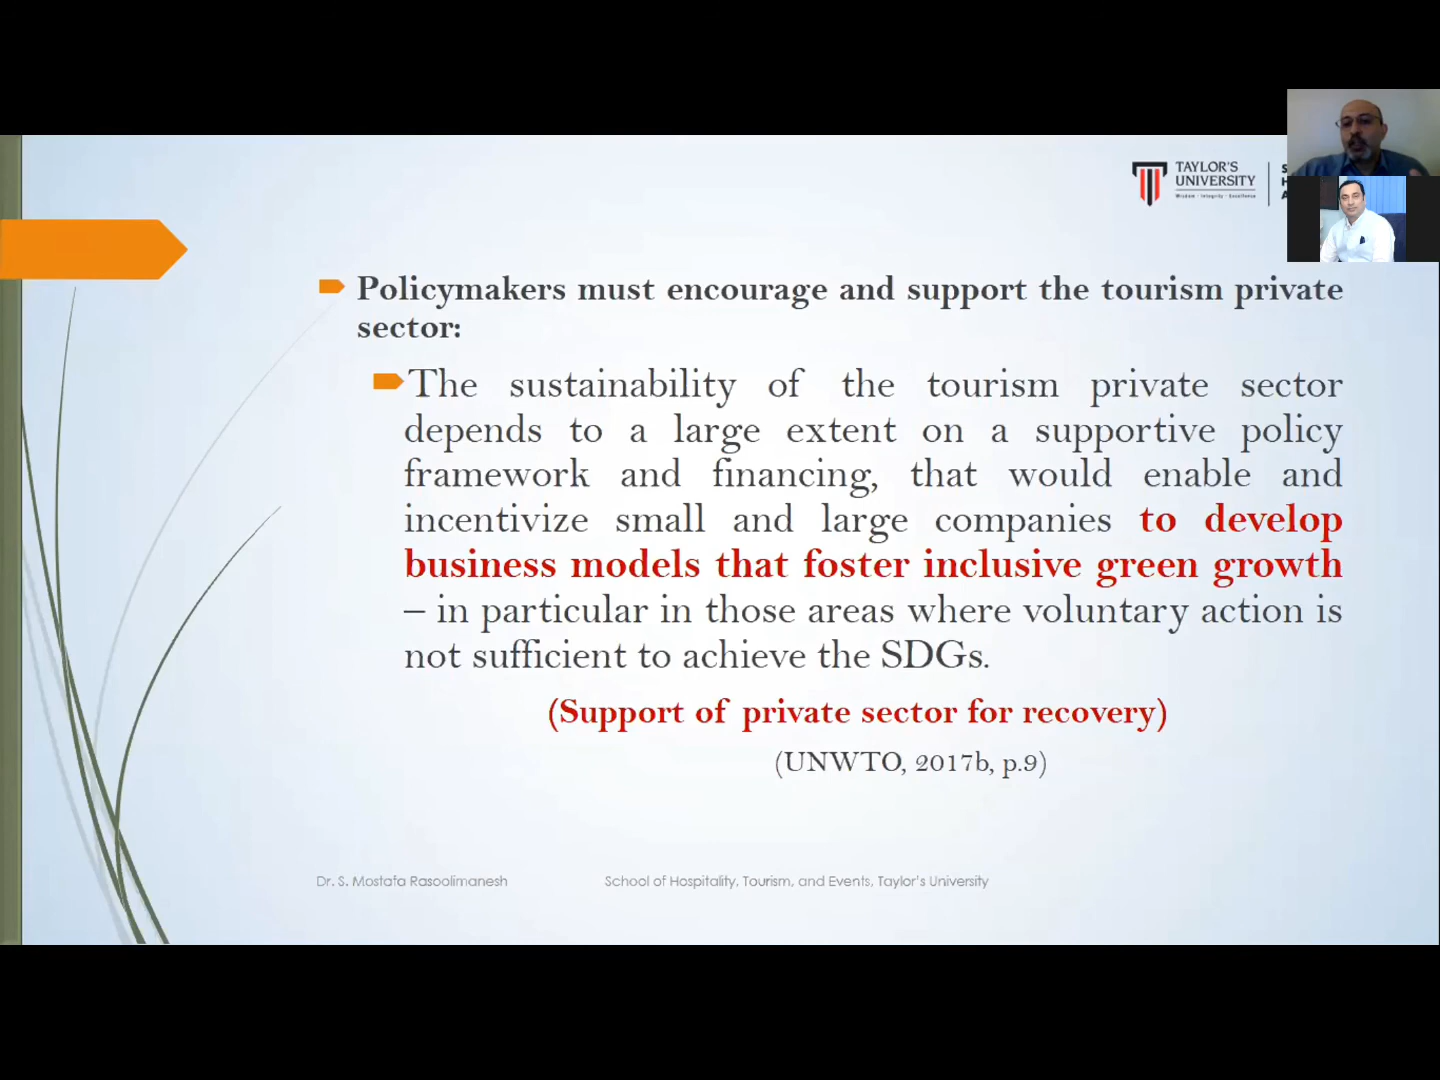 TAYLOR'S
UNIVERSITY
Wisdom · Integrity · Excellence
Policymakers must encourage and support the tourism private
sector:
The sustainability of the tourism private sector
depends to a large extent on a supportive policy
framework and financing, that would enable and
incentivize small and large companies to develop
business models that foster inclusive green growth
– in particular in those areas where voluntary action is
not sufficient to achieve the SDGs.
(Support of private sector for recovery)
(UNWTO, 2017b, p.9)
Dr. S. Mostafa Rasoolimanesh School of Hospitality, Tourism, and Events, Taylor's University